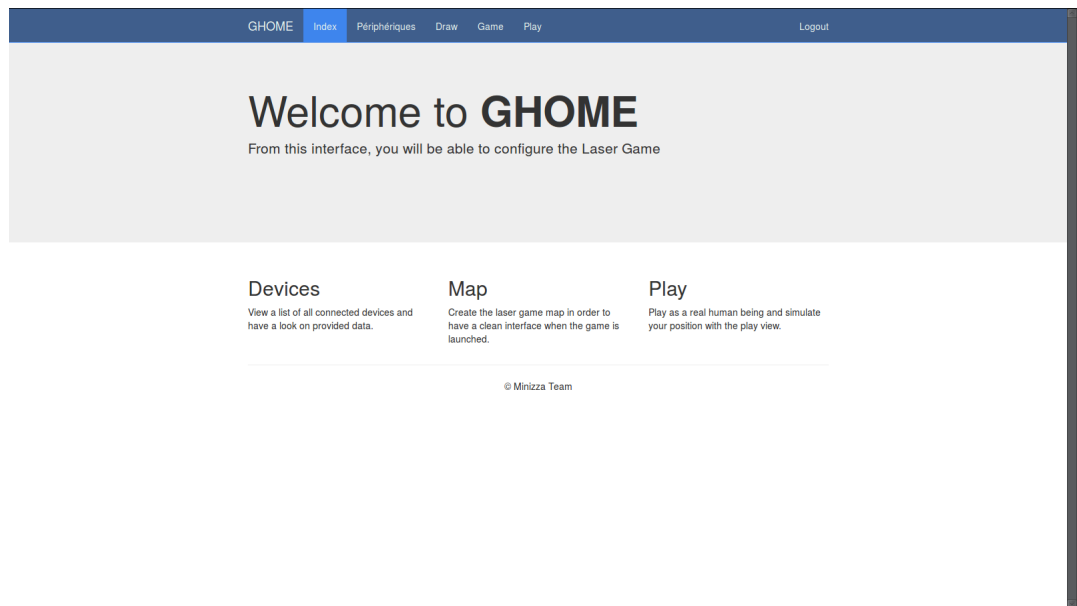 GHOME Index Périphériques Draw Game Play Logout
Welcome to GHOME
From this interface, you will be able to configure the Laser Game
Devices
View a list of all connected devices and
have a look on provided data.
Map
Create the laser game map in order to
have a clean interface when the game is
launched.
Play
Play as a real human being and simulate
your position with the play view.
© Minizza Team